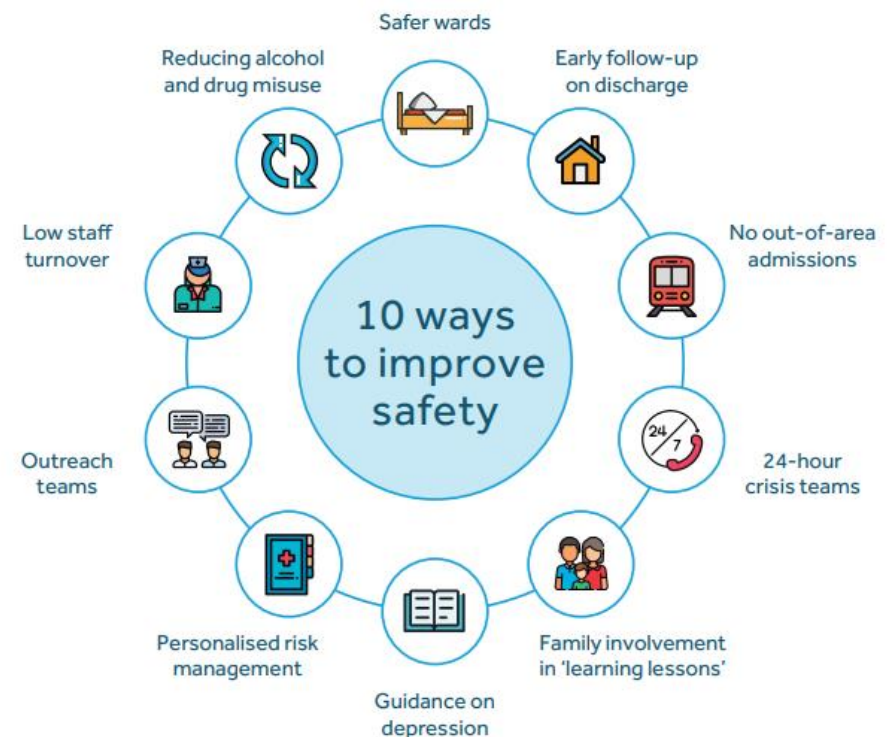 Safer wards
Early follow-up
on discharge
No out-of-area
admissions
24-hour
crisis teams
Family involvement
in ‘learning lessons’
Guidance on
depression
Personalised risk
management
Outreach
teams
Low staff
turnover
Reducing alcohol
and drug misuse
10 ways
to improve
safety
24/
7